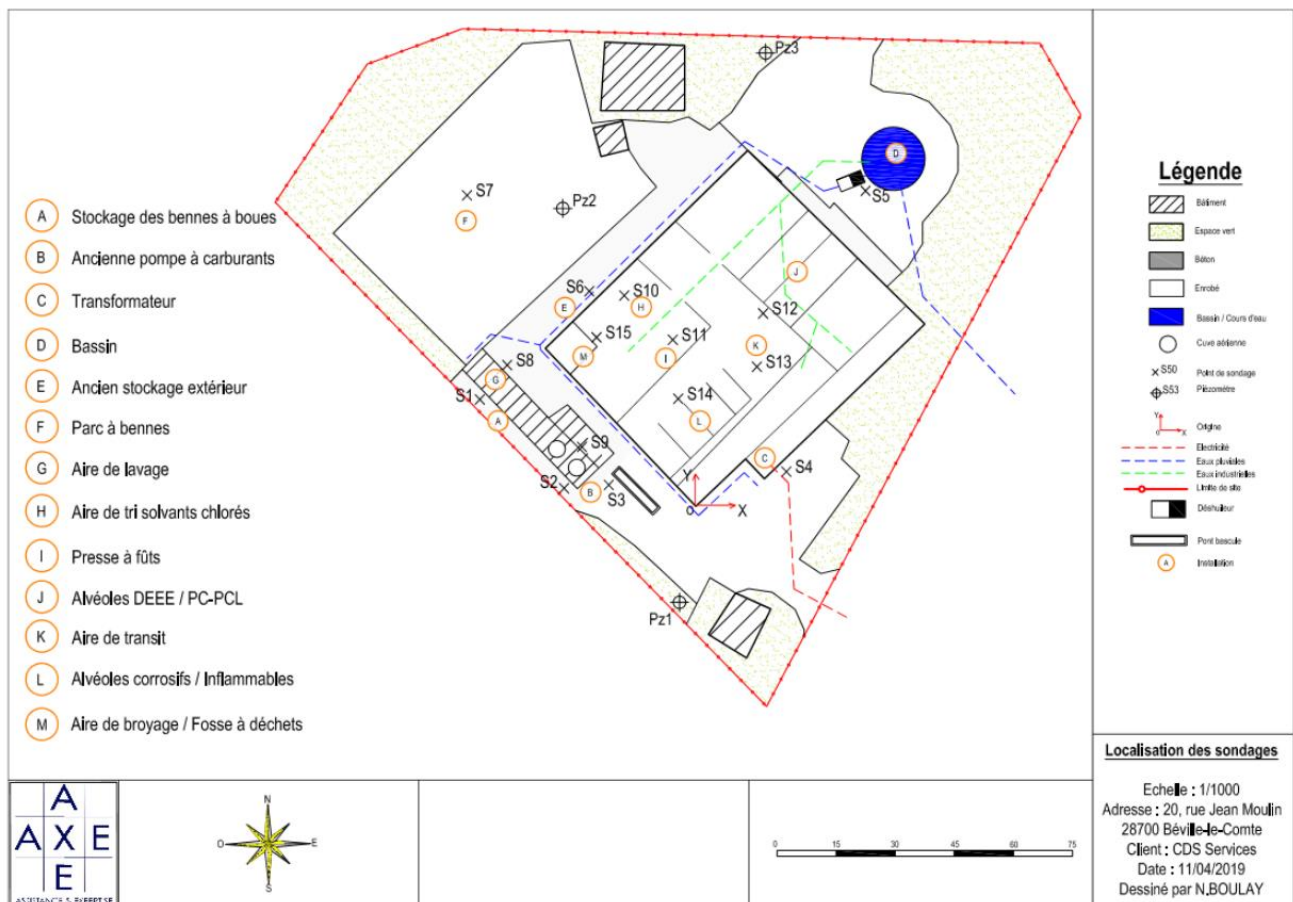 A Stockage des bennes à boues
B Ancienne pompe à carburants
C Transformateur
D Bassin
E Ancien stockage extérieur
F Parc à bennes
G Aire de lavage
H Aire de tri solvants chlorés
I Presse à fûts
J Alvéoles DEEE / PC-PCL
K Aire de transit
L Alvéoles corrosifs / Inflammables
M Aire de broyage / Fosse à déchets
Pz3
D
S7
Pz2
S5
F
J
S6
S10
E
H
S12
S15
S11
K
M
I
S13
S8
G
S1
S14
A
L
S9
C
S4
S2
B
S3
Y
O
X
Pz1
Légende
Bâtiment
Espace vert
Béton
Enrobé
Bassin / Cours d'eau
Cuve aérienne
S50 Point de sondage
S53 Piézomètre
Y
o X Origine
Electricité
Eaux pluviales
Eaux industrielles
Limite de site
Déshuileur
Pont bascule
A Installation
Localisation des sondages
Echelle : 1/1000
Adresse : 20, rue Jean Moulin
28700 Béville-le-Comte
Client : CDS Services
Date : 11/04/2019
Dessiné par N.BOULAY
A
A X E
E
ASSISTANCE & EXPERTISE
N
O E
S
0 15 30 45 60 75